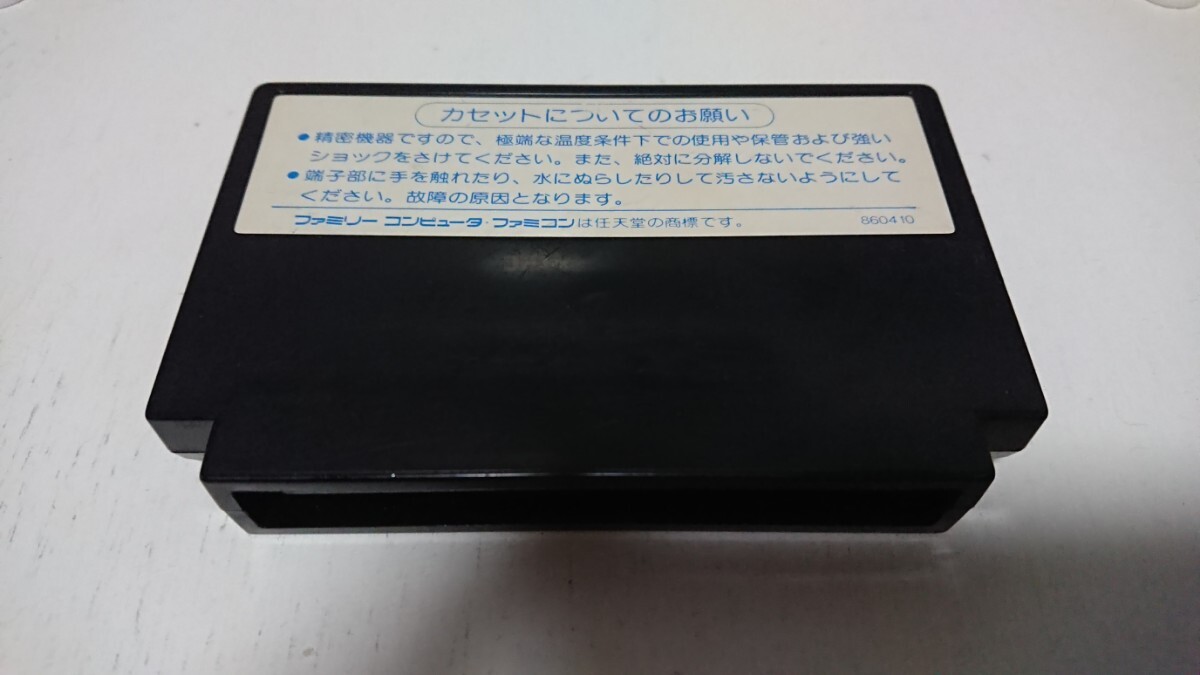 カセットについてのお願い
●精密機器ですので、極端な温度条件下での使用や保管および強い
ショックをさけてください。また、絶対に分解しないでください。
●端子部に手を触れたり、水にぬらしたりして汚さないようにして
ください。故障の原因となります。
ファミリー コンピュータ・ファミコンは任天堂の商標です。 860410